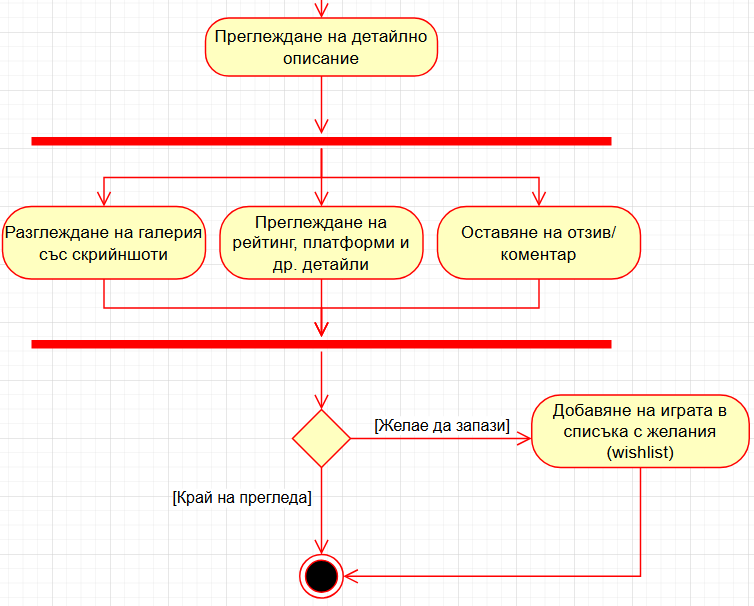 Преглеждане на детайлно
описание
Разглеждане на галерия
със скрийншоти
Преглеждане на
рейтинг, платформи и
др. детайли
Оставяне на отзив/
коментар
[Желае да запази]
Добавяне на играта в
списъка с желания
(wishlist)
[Край на прегледа]